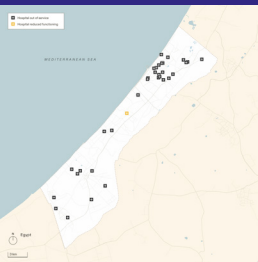 Hospital out of service
Hospital reduced functioning
MEDITERRANEAN SEA
Egypt